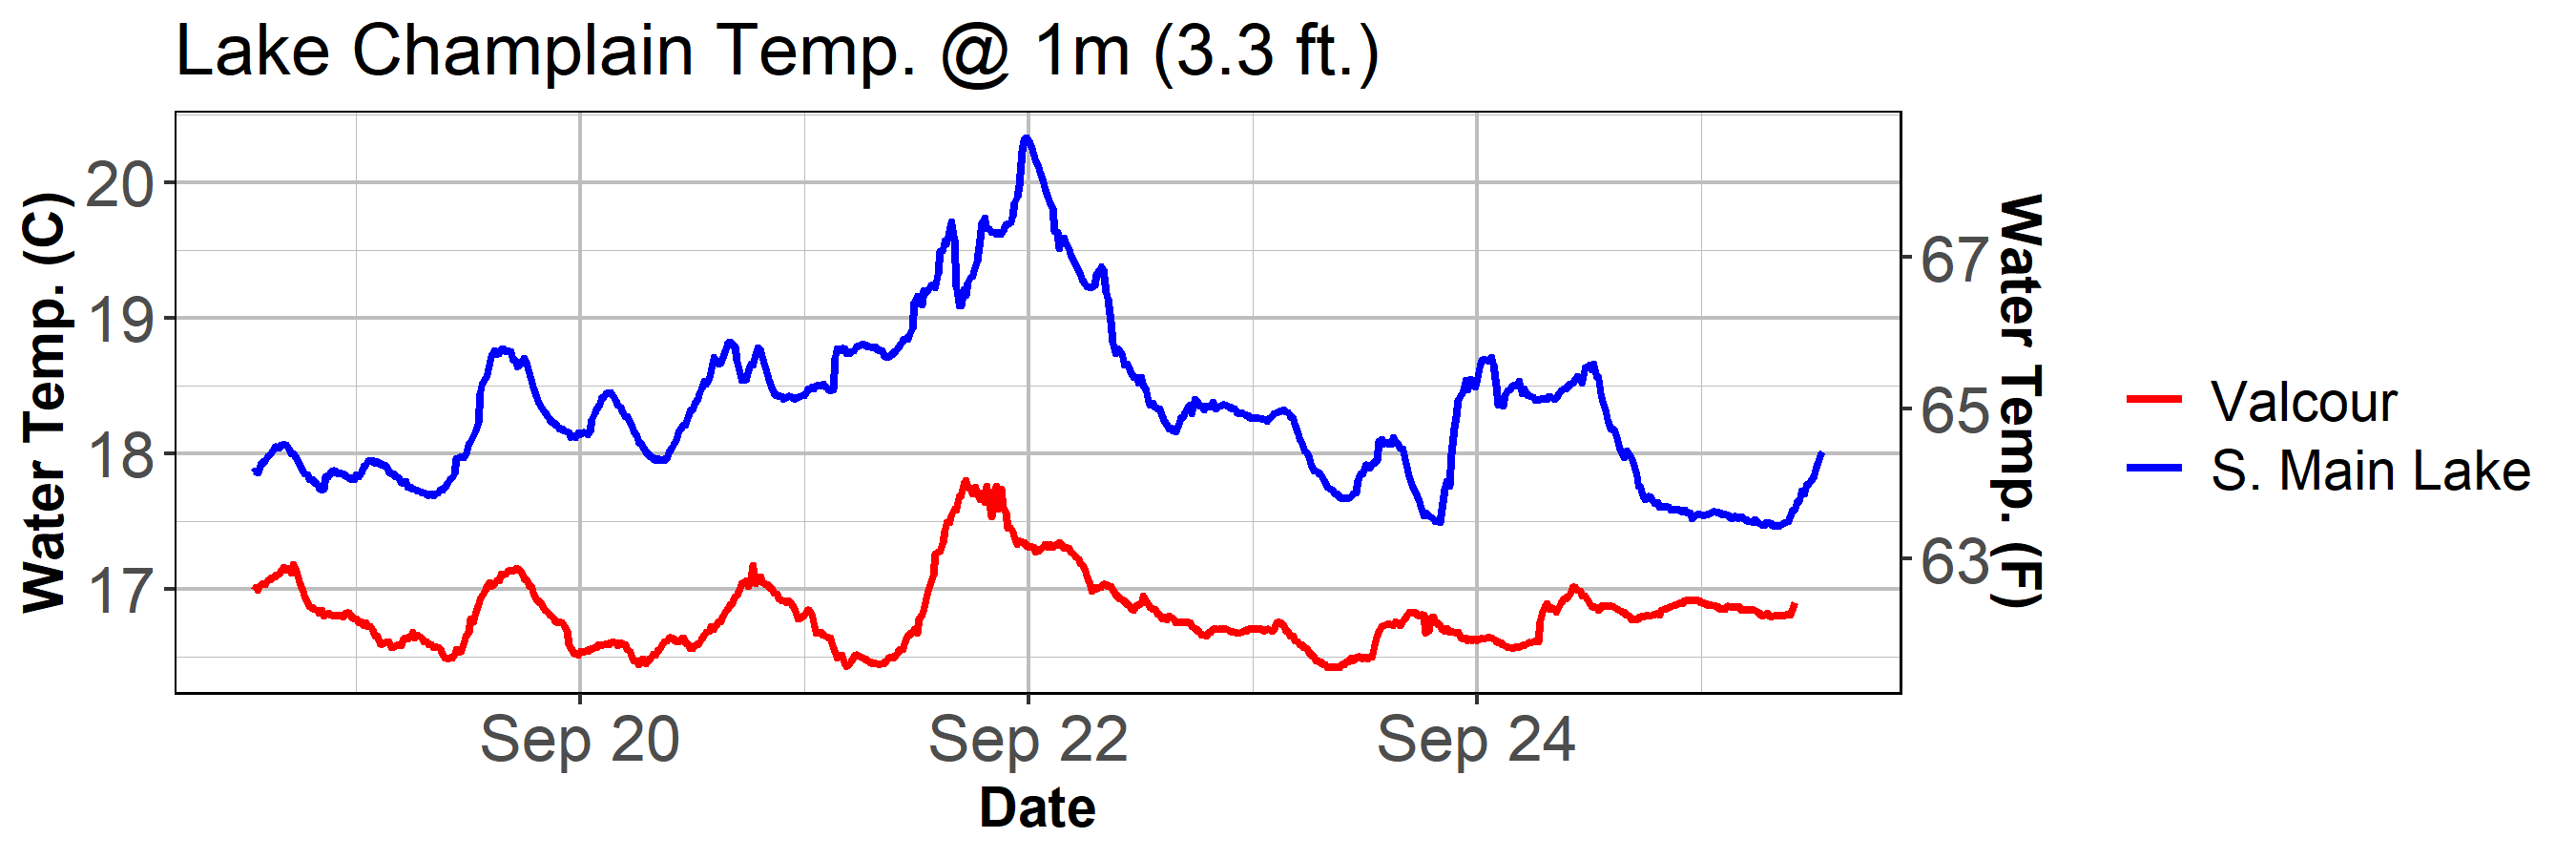 Lake Champlain Temp. @ 1m (3.3 ft.)
Water Temp. (C)
20
19
18
17
67
65
63
Water Temp. (F)
Sep 20
Sep 22
Sep 24
Date
Valcour
S. Main Lake